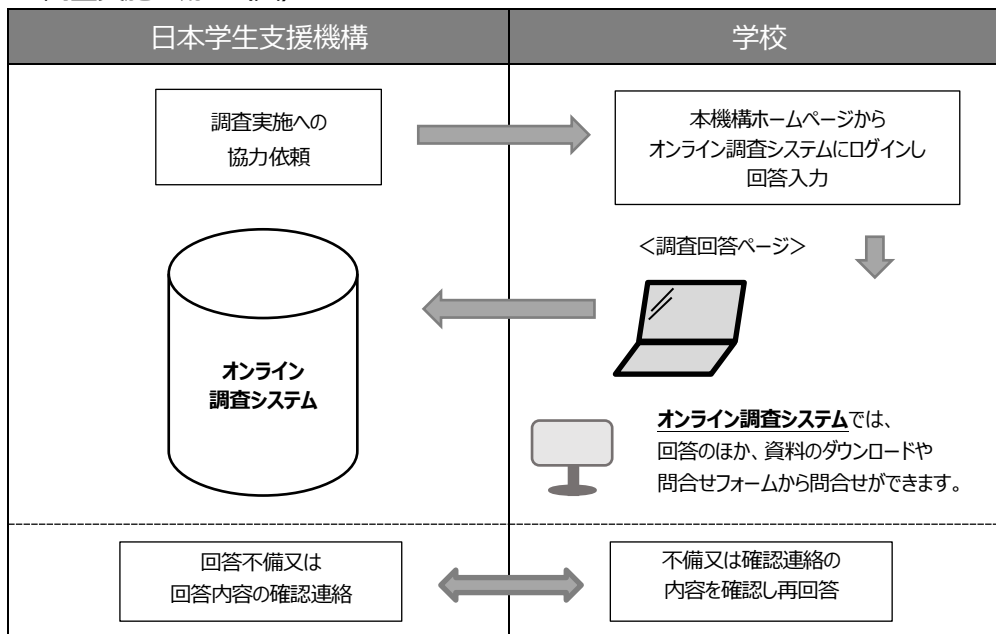 日本学生支援機構
学校
調査実施への
協力依頼
本機構ホームページから
オンライン調査システムにログインし
回答入力
＜調査回答ページ＞
オンライン
調査システム
オンライン調査システムでは、
回答のほか、資料のダウンロードや
問合せフォームから問合せができます。
回答不備又は
回答内容の確認連絡
不備又は確認連絡の
内容を確認し再回答